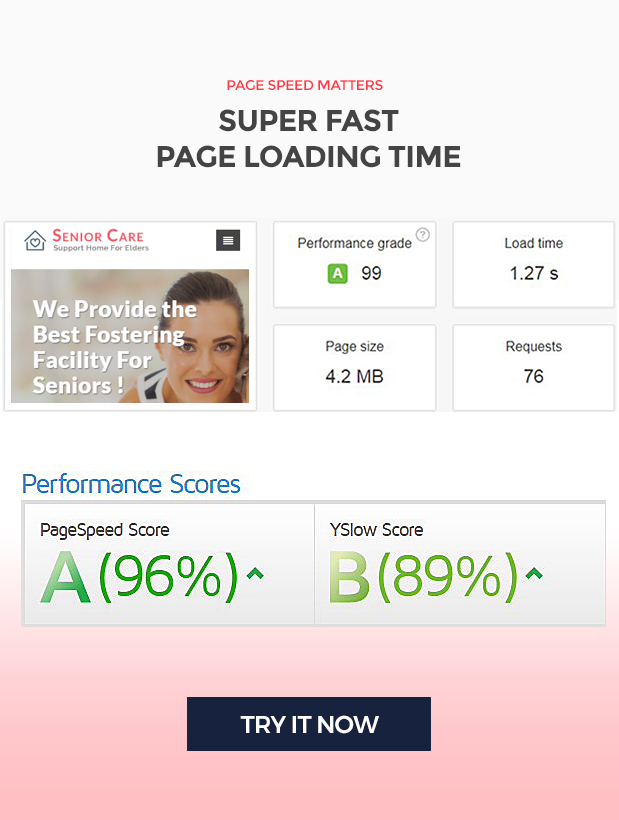 PAGE SPEED MATTERS
SUPER FAST
PAGE LOADING TIME
SENIOR CARE
Support Home For Elders
We Provide the
Best Fostering
Facility For
Seniors !
Performance grade ?
A 99
Load time
1.27 s
Page size
4.2 MB
Requests
76
Performance Scores
PageSpeed Score
A (96%)
YSlow Score
B (89%)
TRY IT NOW